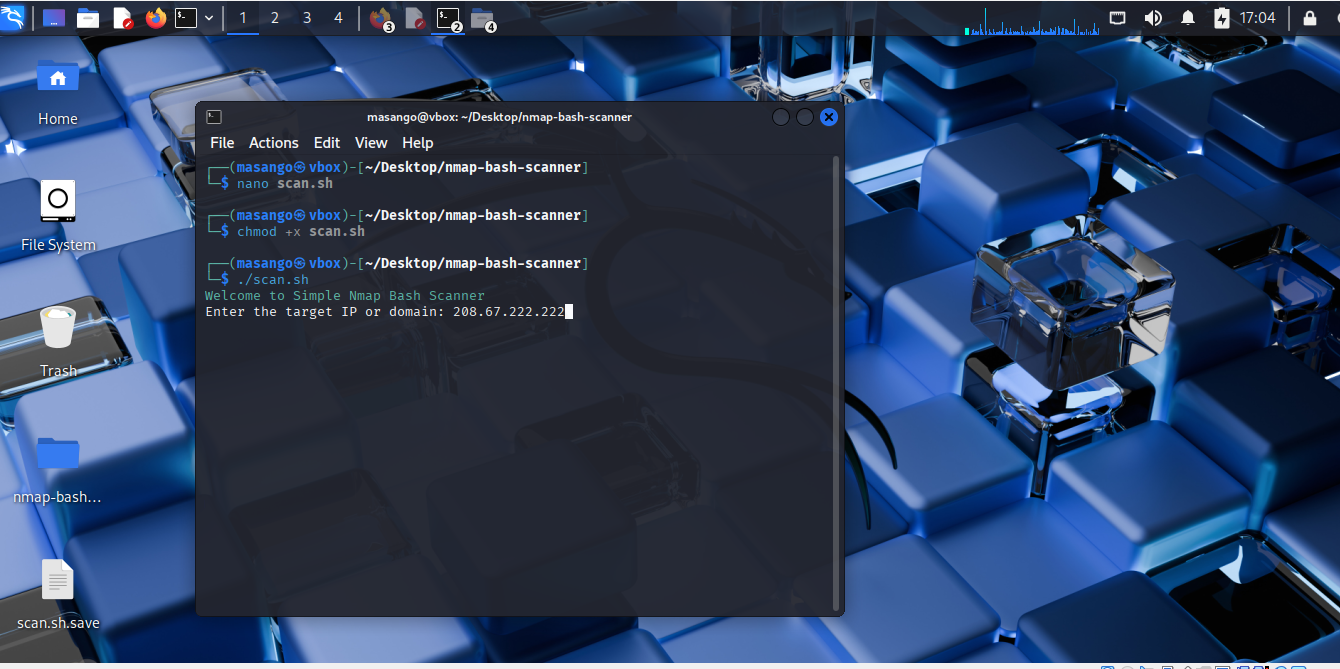 1 2 3 4
3
2
4
17:04
Home
File System
Trash
nmap-bash…
scan.sh.save
masango@vbox: ~/Desktop/nmap-bash-scanner
File Actions Edit View Help
┌──(masango㉿vbox)-[~/Desktop/nmap-bash-scanner]
└─$ nano scan.sh
┌──(masango㉿vbox)-[~/Desktop/nmap-bash-scanner]
└─$ chmod +x scan.sh
┌──(masango㉿vbox)-[~/Desktop/nmap-bash-scanner]
└─$ ./scan.sh
Welcome to Simple Nmap Bash Scanner
Enter the target IP or domain: 208.67.222.222